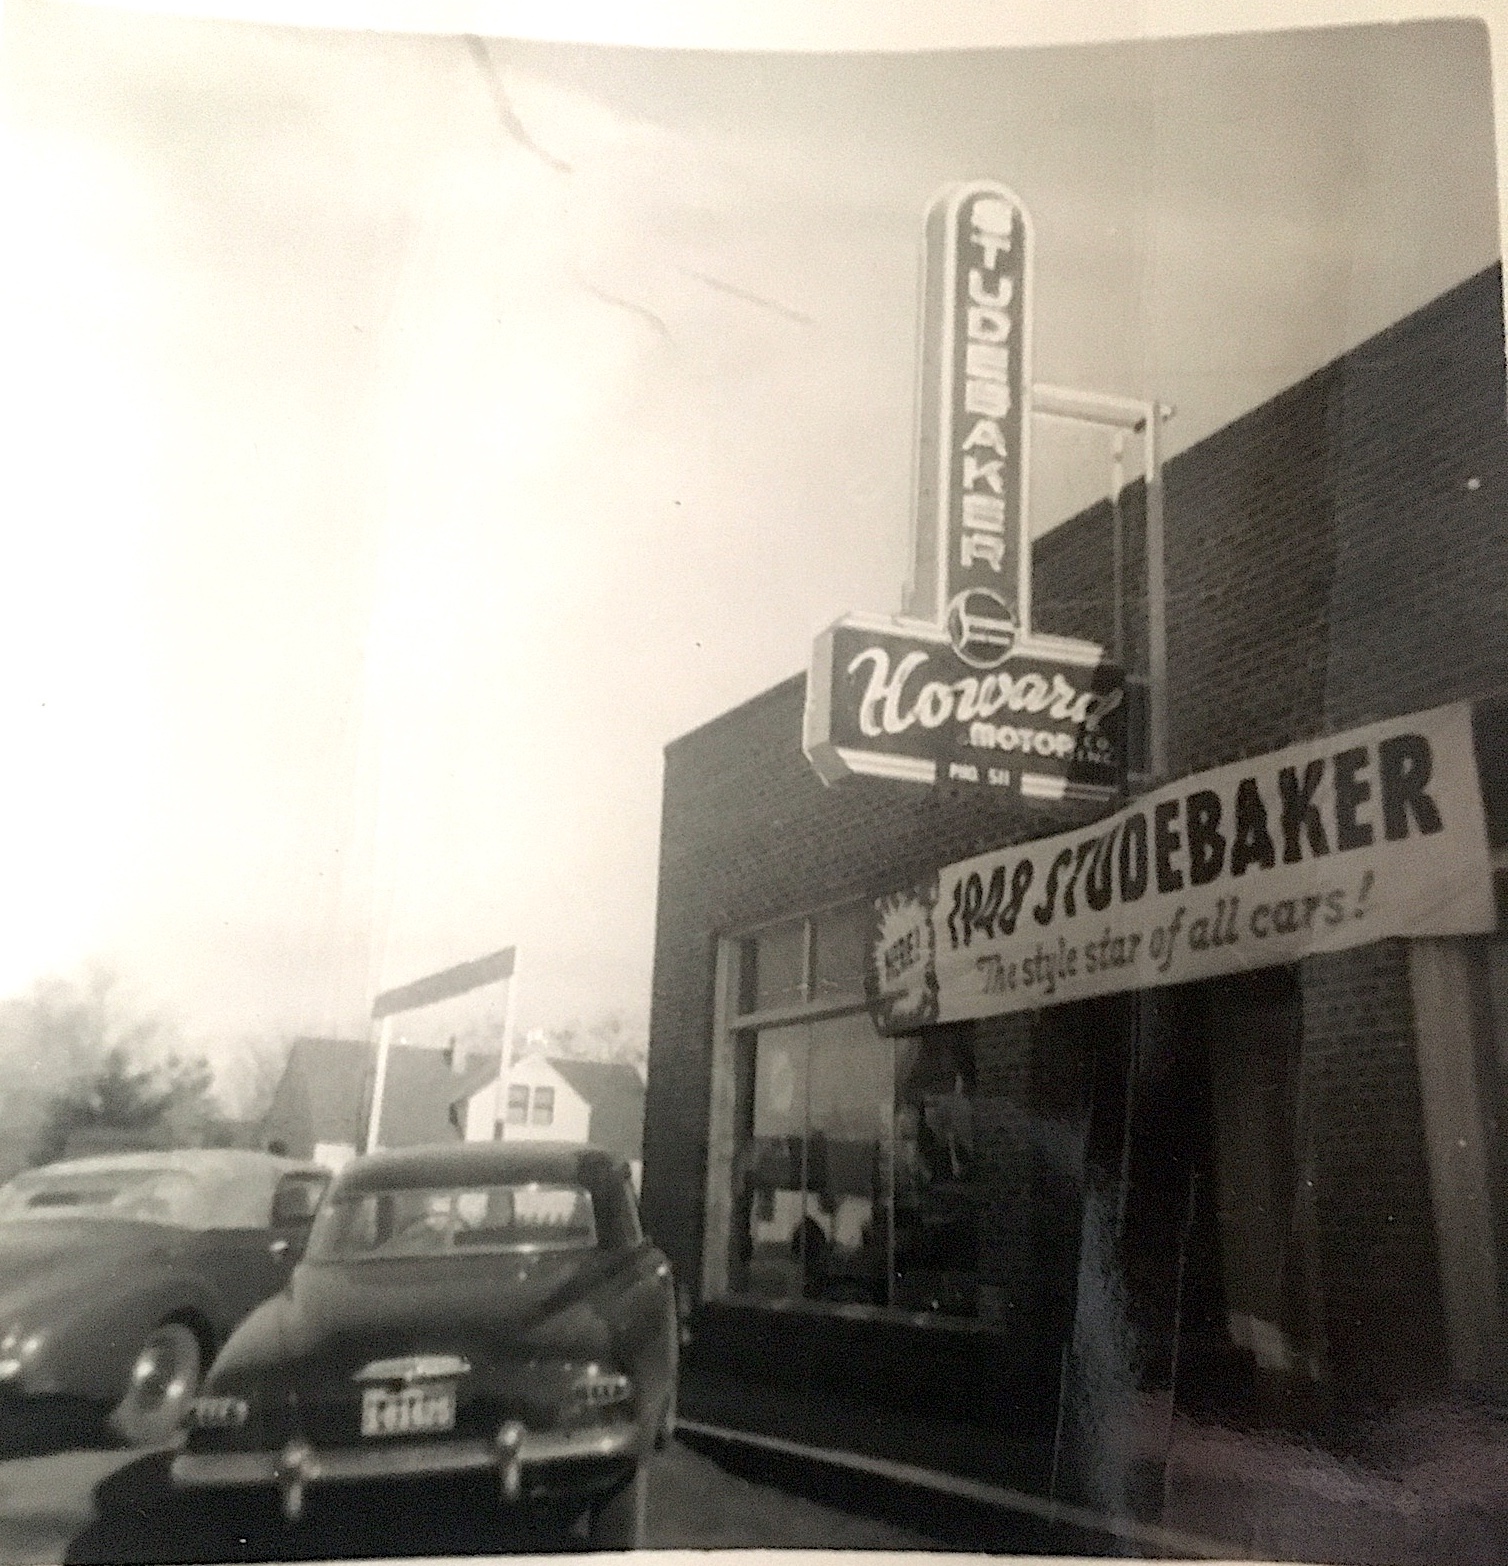 STUDEBAKER
Howard
MOTOR CO.
INC.
PHO. 511
HERE!
1948 STUDEBAKER
The style star of all cars!